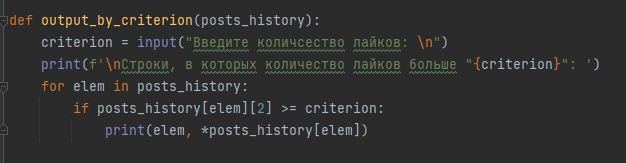 def output_by_criterion(posts_history):
criterion = input("Введите количсество лайков: \n")
print(f'\nСтроки, в которых количество лайков больше "{criterion}": ')
for elem in posts_history:
if posts_history[elem][2] >= criterion:
print(elem, *posts_history[elem])